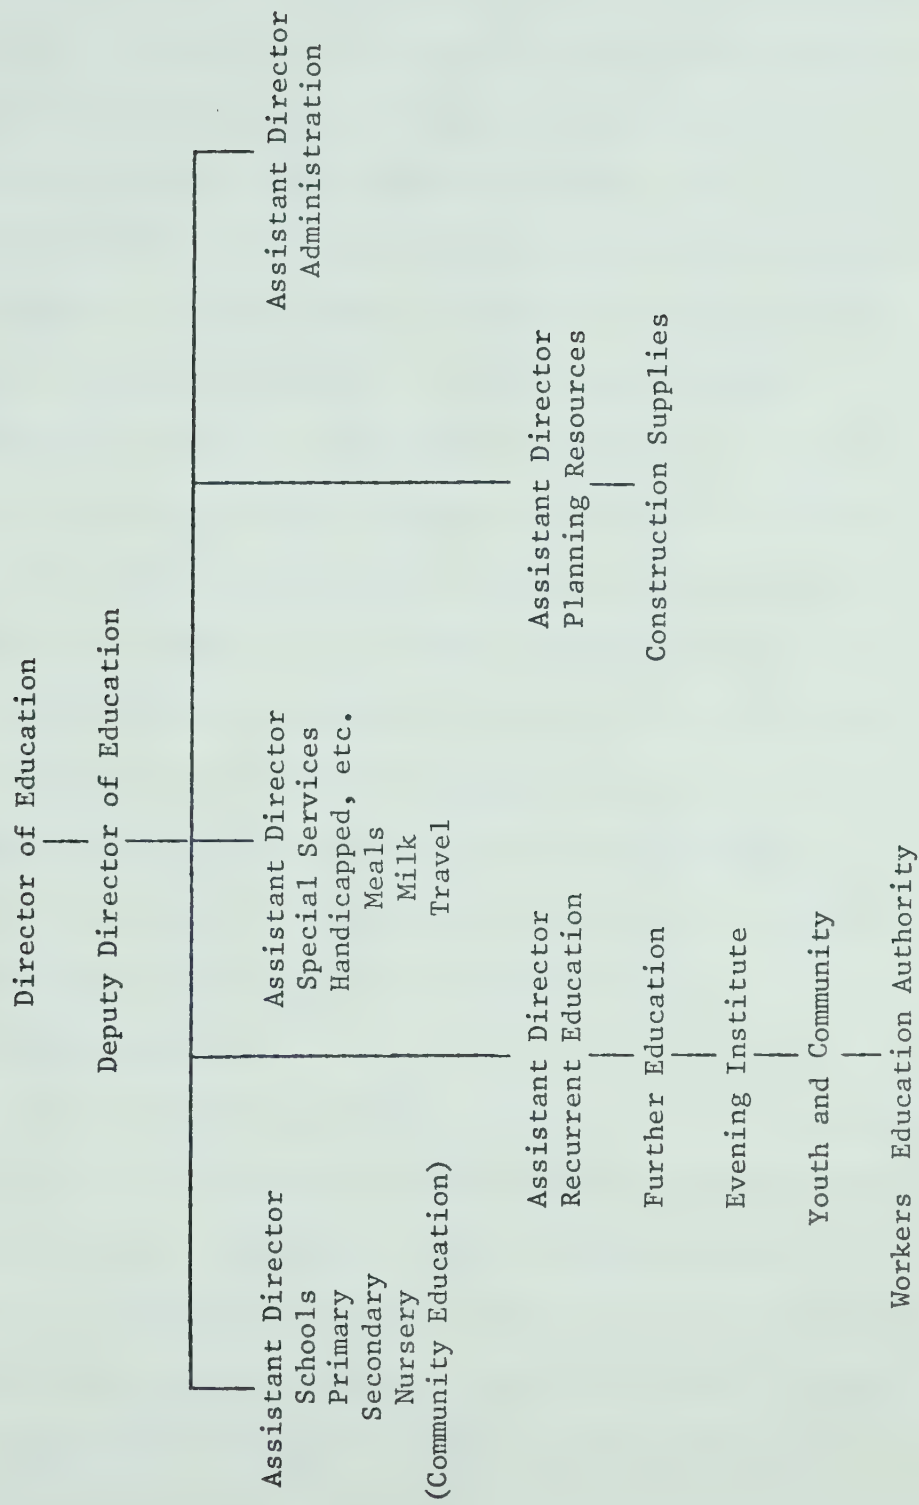 Director of Education
Deputy Director of Education
Assistant Director
Schools
Primary
Secondary
Nursery
(Community Education)
Assistant Director
Recurrent Education
Further Education
Evening Institute
Youth and Community
Workers Education Authority
Assistant Director
Special Services
Handicapped, etc.
Meals
Milk
Travel
Assistant Director
Planning Resources
Construction Supplies
Assistant Director
Administration